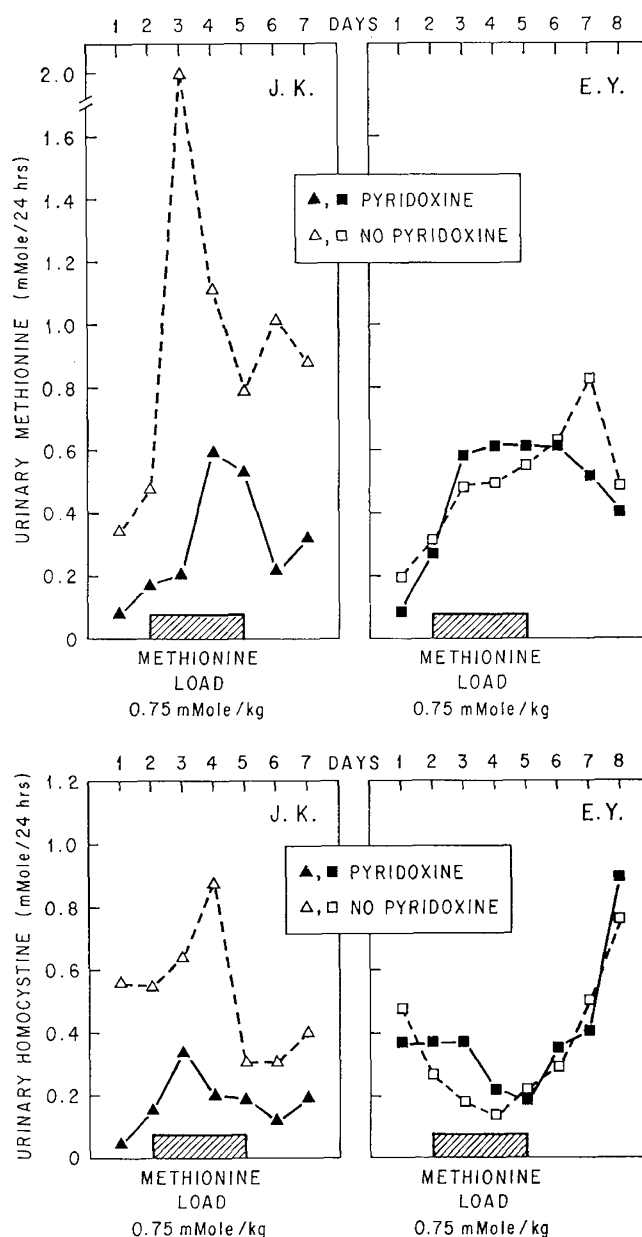 1 2 3 4 5 6 7 DAYS 1 2 3 4 5 6 7 8
J. K. E. Y.
2.0
1.6
1.4
1.2
1.0
0.8
0.6
0.4
0.2
0
URINARY METHIONINE (mMole/24 hrs)
▲, ■ PYRIDOXINE
△, □ NO PYRIDOXINE
METHIONINE METHIONINE
LOAD LOAD
0.75 mMole/kg 0.75 mMole/kg
1 2 3 4 5 6 7 DAYS 1 2 3 4 5 6 7 8
J. K. E. Y.
1.2
1.0
0.8
0.6
0.4
0.2
0
URINARY HOMOCYSTINE (mMole/24 hrs)
▲, ■ PYRIDOXINE
△, □ NO PYRIDOXINE
METHIONINE METHIONINE
LOAD LOAD
0.75 mMole/kg 0.75 mMole/kg